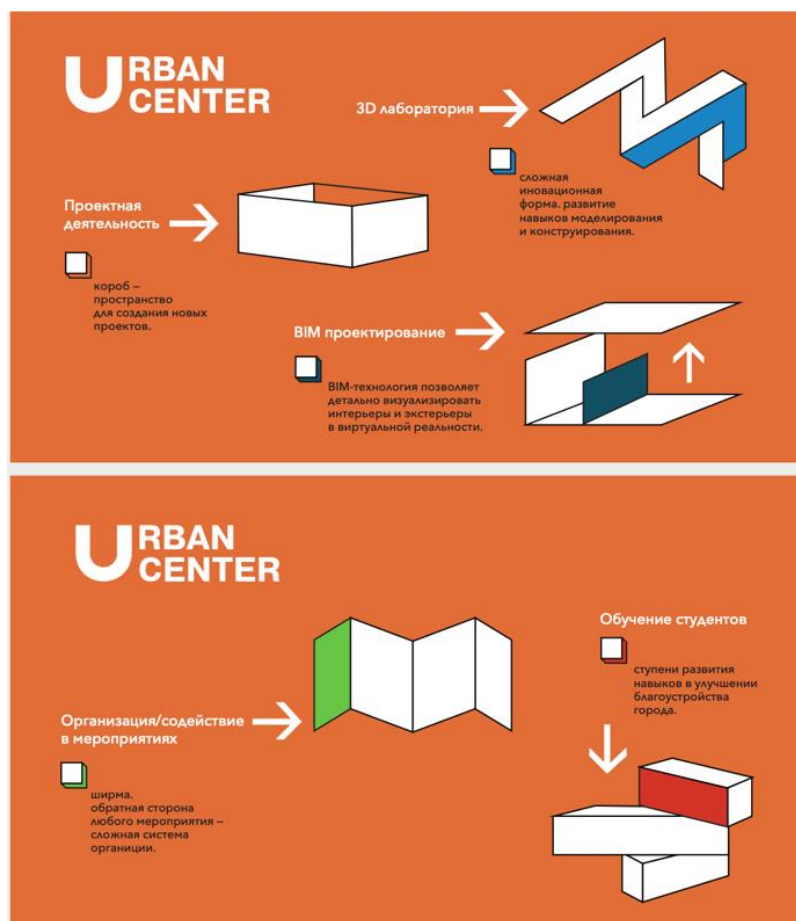 URBAN
CENTER
3D лаборатория
сложная
иновационная
форма. развитие
навыков моделирования
и конструирования.
Проектная
деятельность
короб –
пространство
для создания новых
проектов.
BIM проектирование
BIM-технология позволяет
детально визуализировать
интерьеры и экстерьеры
в виртуальной реальности.
URBAN
CENTER
Обучение студентов
ступени развития
навыков в улучшении
благоустройства
города.
Организация/содействие
в мероприятиях
ширма.
обратная сторона
любого мероприятия –
сложная система
органиции.